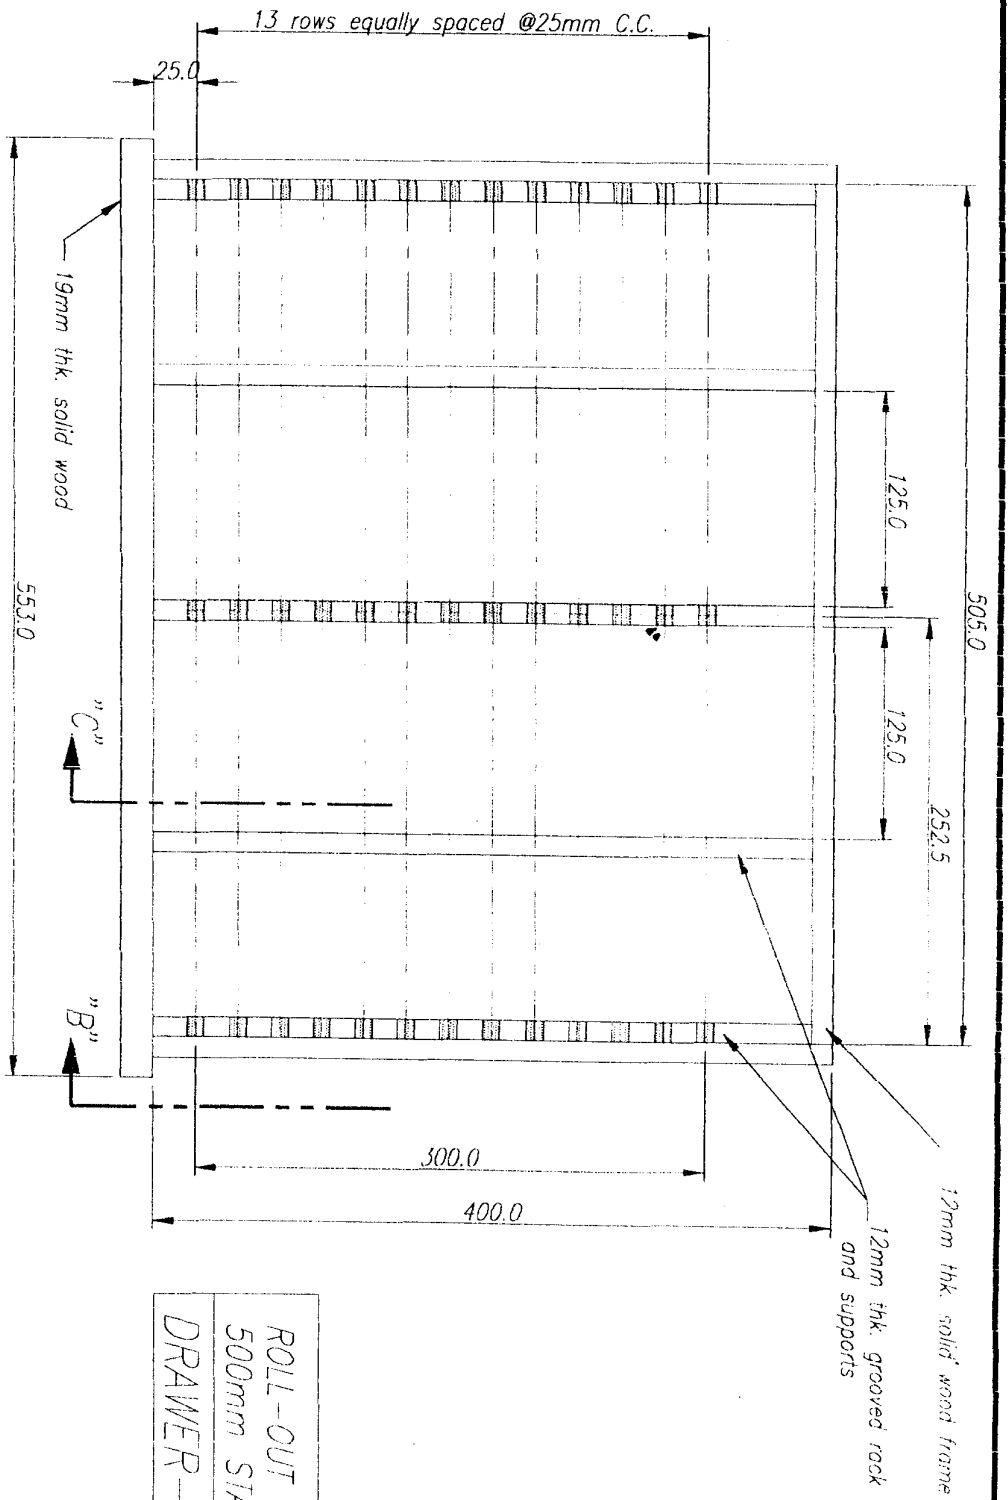 13 rows equally spaced @25mm C.C.
25.0
19mm thk. solid wood
553.0
125.0
505.0
125.0
252.5
"C"
"B"
300.0
400.0
12mm thk. solid wood frame
12mm thk. grooved rack
and supports
ROLL-OUT
500mm STA
DRAWER-